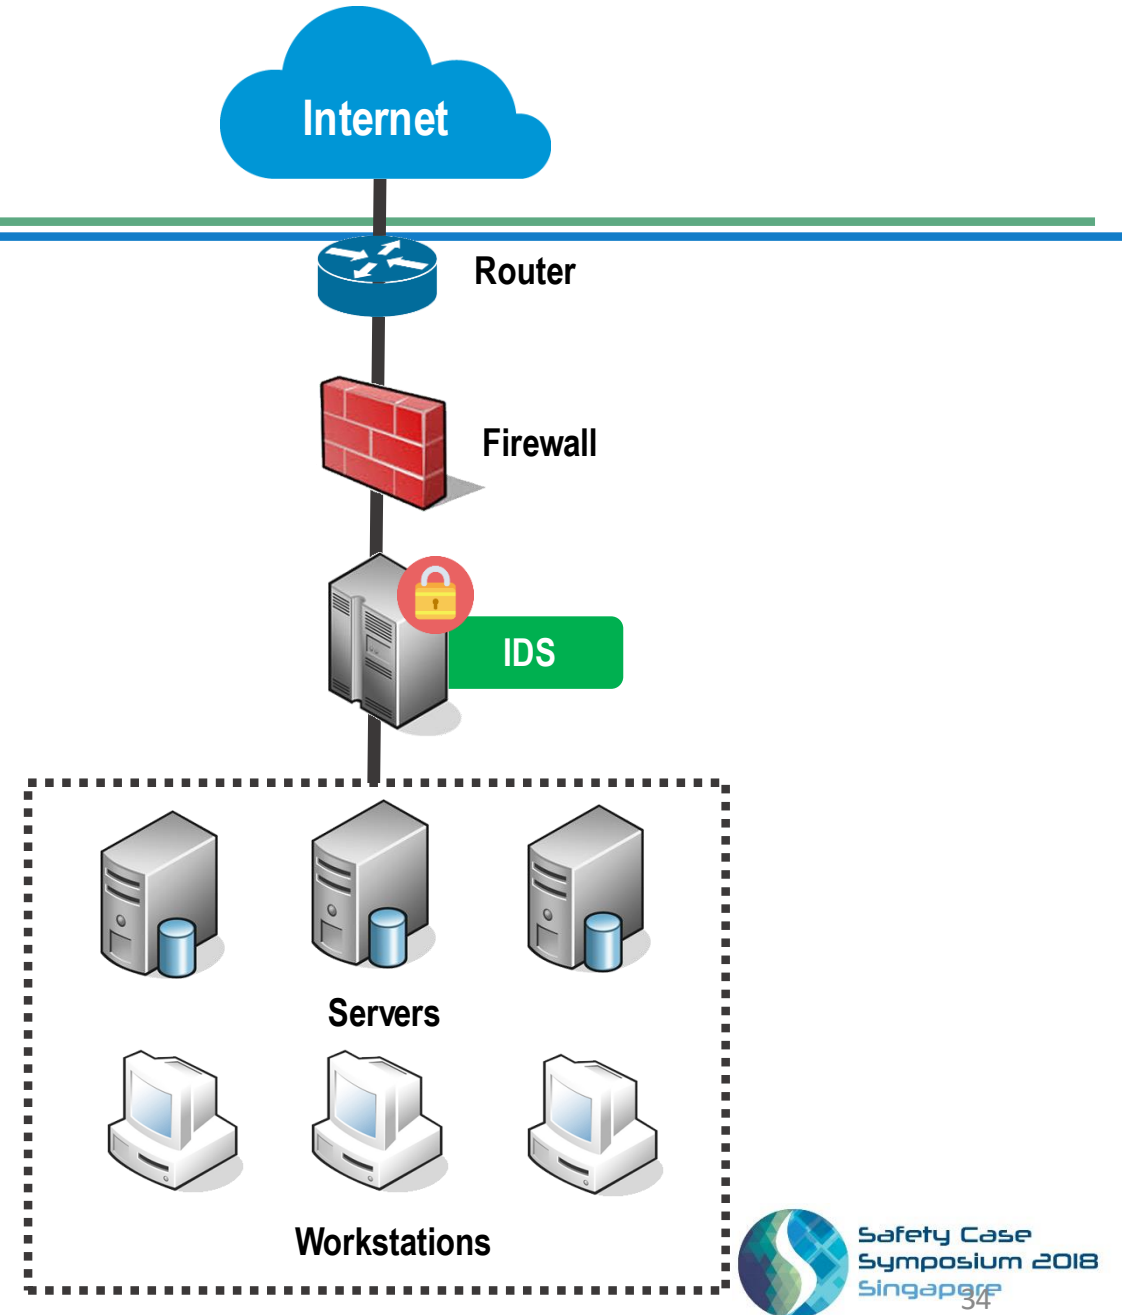 Internet
Router
Firewall
IDS
Servers
Workstations
Safety Case
Symposium 2018
Singapore
34